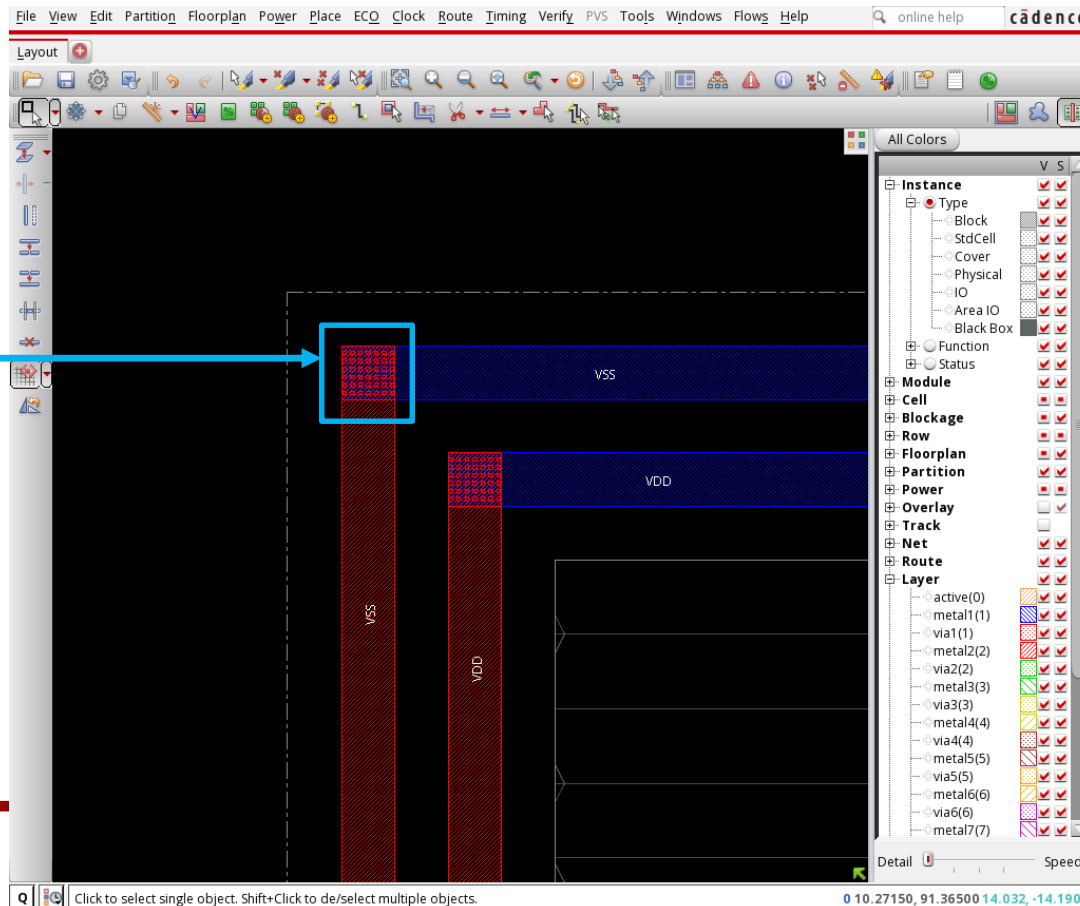 File View Edit Partition Floorplan Power Place ECO Clock Route Timing Verify PVS Tools Windows Flows Help
online help
cādence
Layout
All Colors
V S
Instance
Type
Block
StdCell
Cover
Physical
IO
Area IO
Black Box
Function
Status
Module
Cell
Blockage
Row
Floorplan
Partition
Power
Overlay
Track
Net
Route
Layer
active(0)
metal1(1)
via1(1)
metal2(2)
via2(2)
metal3(3)
via3(3)
metal4(4)
via4(4)
metal5(5)
via5(5)
metal6(6)
via6(6)
metal7(7)
VSS
VDD
VSS
VDD
Detail Speed
Q Click to select single object. Shift+Click to de/select multiple objects.
0 10.27150, 91.36500 14.032, -14.190